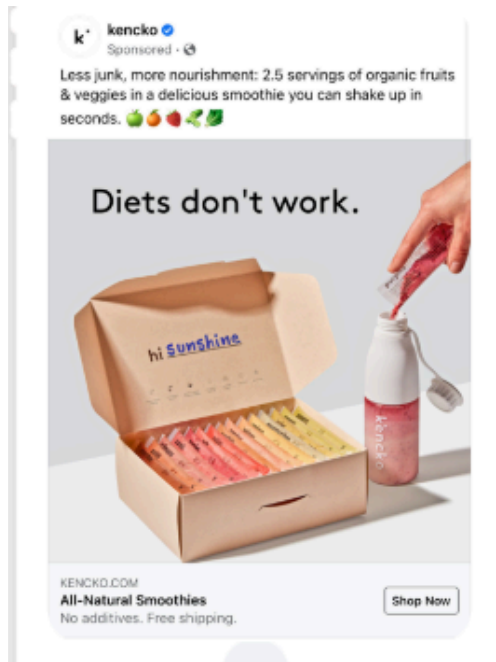 k
kencko
Sponsored ·
Less junk, more nourishment: 2.5 servings of organic fruits
& veggies in a delicious smoothie you can shake up in
seconds. 🍏🍊🍓🥒🥬
Diets don't work.
hi sunshine
kencko
KENCKO.COM
All-Natural Smoothies
No additives. Free shipping.
Shop Now